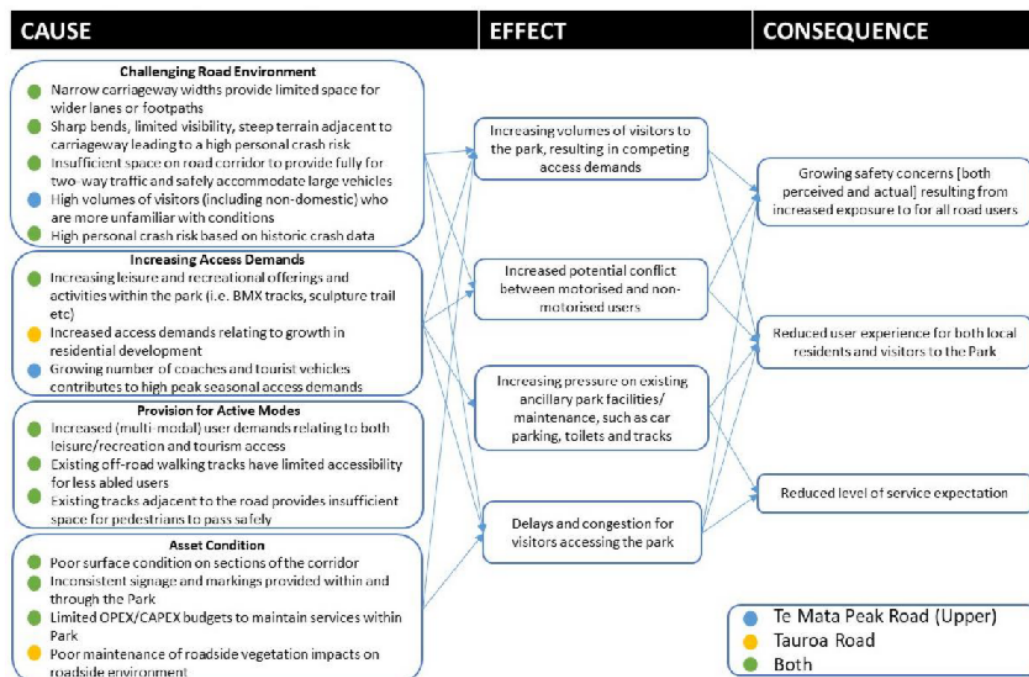 CAUSE
EFFECT
CONSEQUENCE
Challenging Road Environment
Narrow carriageway widths provide limited space for
wider lanes or footpaths
Sharp bends, limited visibility, steep terrain adjacent to
carriageway leading to a high personal crash risk
Insufficient space on road corridor to provide fully for
two-way traffic and safely accommodate large vehicles
High volumes of visitors (including non-domestic) who
are more unfamiliar with conditions
High personal crash risk based on historic crash data
Increasing Access Demands
Increasing leisure and recreational offerings and
activities within the park (i.e. BMX tracks, sculpture trail
etc)
Increased access demands relating to growth in
residential development
Growing number of coaches and tourist vehicles
contributes to high peak seasonal access demands
Provision for Active Modes
Increased (multi-modal) user demands relating to both
leisure/recreation and tourism access
Existing off-road walking tracks have limited accessibility
for less abled users
Existing tracks adjacent to the road provides insufficient
space for pedestrians to pass safely
Asset Condition
Poor surface condition on sections of the corridor
Inconsistent signage and markings provided within and
through the Park
Limited OPEX/CAPEX budgets to maintain services within
Park
Poor maintenance of roadside vegetation impacts on
roadside environment
Increasing volumes of visitors to
the park, resulting in competing
access demands
Increased potential conflict
between motorised and non-
motorised users
Increasing pressure on existing
ancillary park facilities/
maintenance, such as car
parking, toilets and tracks
Delays and congestion for
visitors accessing the park
Growing safety concerns [both
perceived and actual] resulting from
increased exposure to for all road users
Reduced user experience for both local
residents and visitors to the Park
Reduced level of service expectation
Te Mata Peak Road (Upper)
Tauroa Road
Both